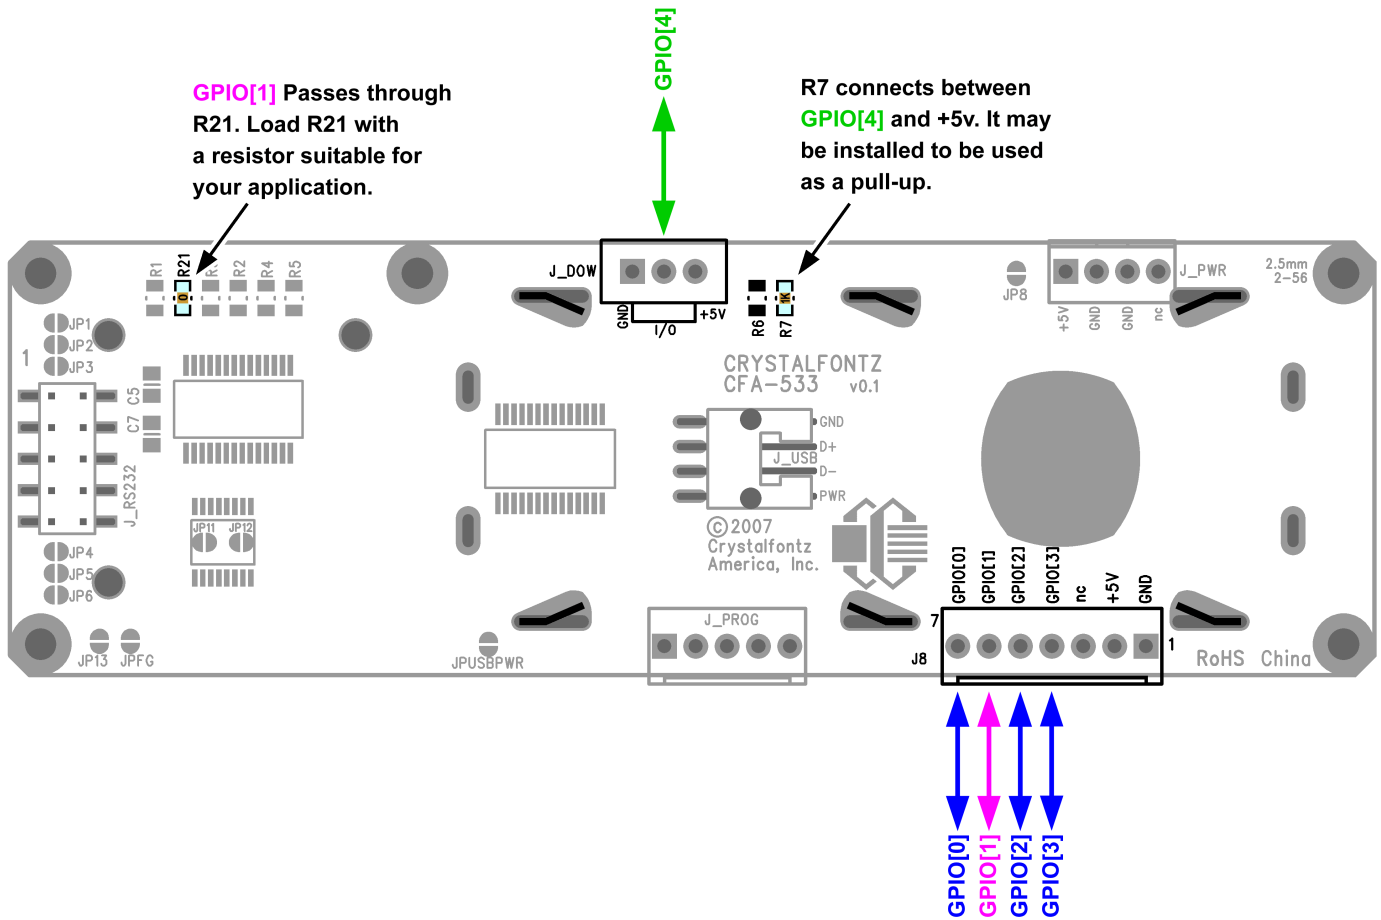 GPIO[4]
GPIO[1] Passes through
R21. Load R21 with
a resistor suitable for
your application.
R7 connects between
GPIO[4] and +5v. It may
be installed to be used
as a pull-up.
R1
R21
0
R2
R4
R5
J_DOW
GND
I/O
+5V
R6
R7
1K
JP8
J_PWR
+5V
GND
GND
nc
2.5mm
2-56
JP1
JP2
JP3
1
C5
C7
J_RS232
JP4
JP5
JP6
JP11
JP12
JP13
JPFG
CRYSTALFONTZ
CFA-533 v0.1
GND
D+
J_USB
D-
PWR
©2007
Crystalfontz
America, Inc.
JPUSBPWR
J_PROG
GPIO[0]
GPIO[1]
GPIO[2]
GPIO[3]
nc
+5V
GND
7
J8
1
RoHS China
GPIO[0]
GPIO[1]
GPIO[2]
GPIO[3]